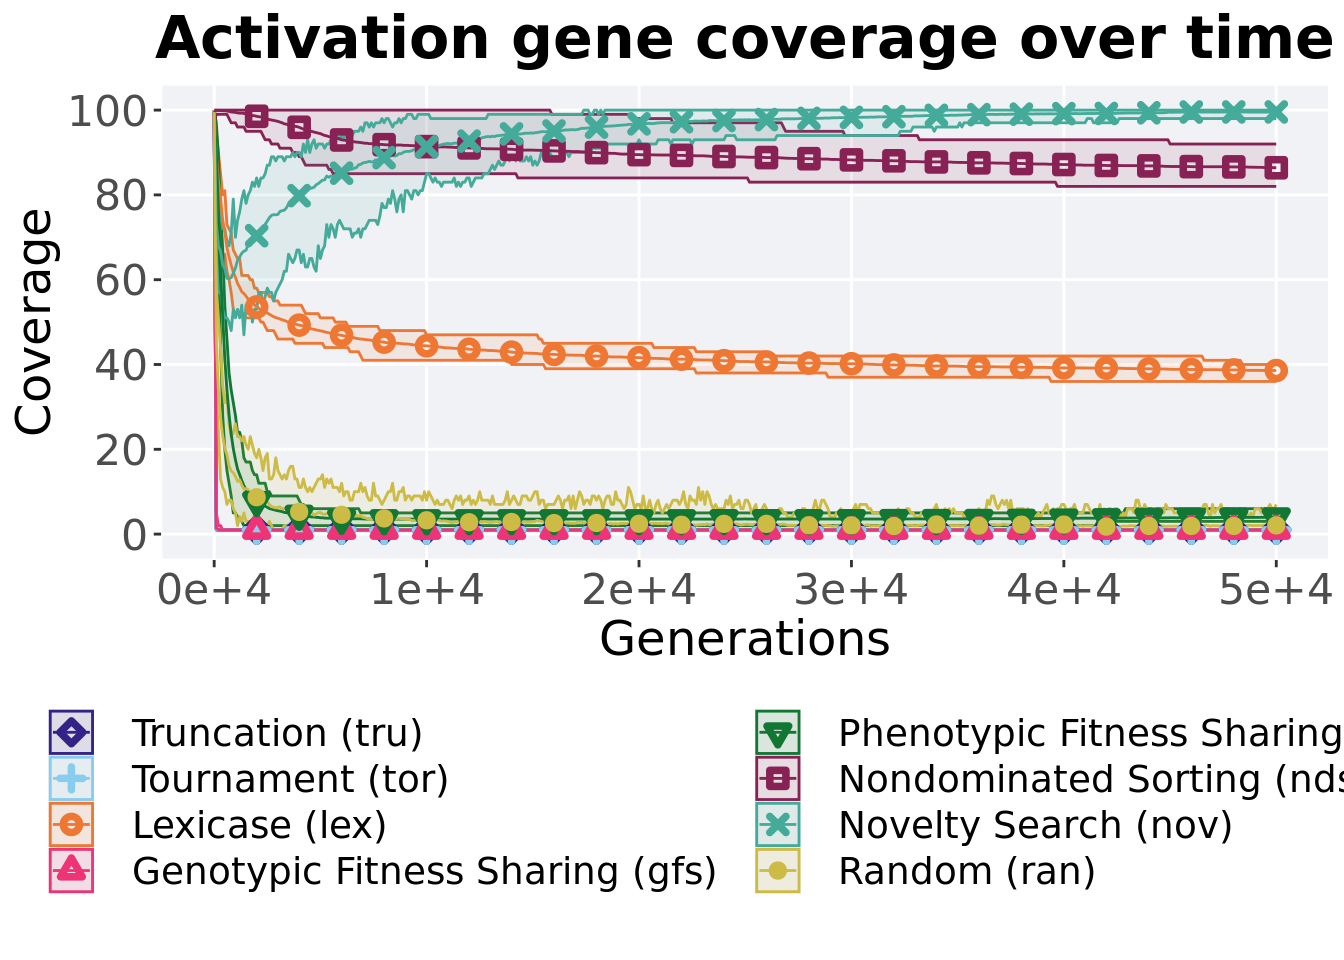 Activation gene coverage over time
Coverage
100
80
60
40
20
0
0e+4 1e+4 2e+4 3e+4 4e+4 5e+4
Generations
Truncation (tru)
Tournament (tor)
Lexicase (lex)
Genotypic Fitness Sharing (gfs)
Phenotypic Fitness Sharing
Nondominated Sorting (nds
Novelty Search (nov)
Random (ran)